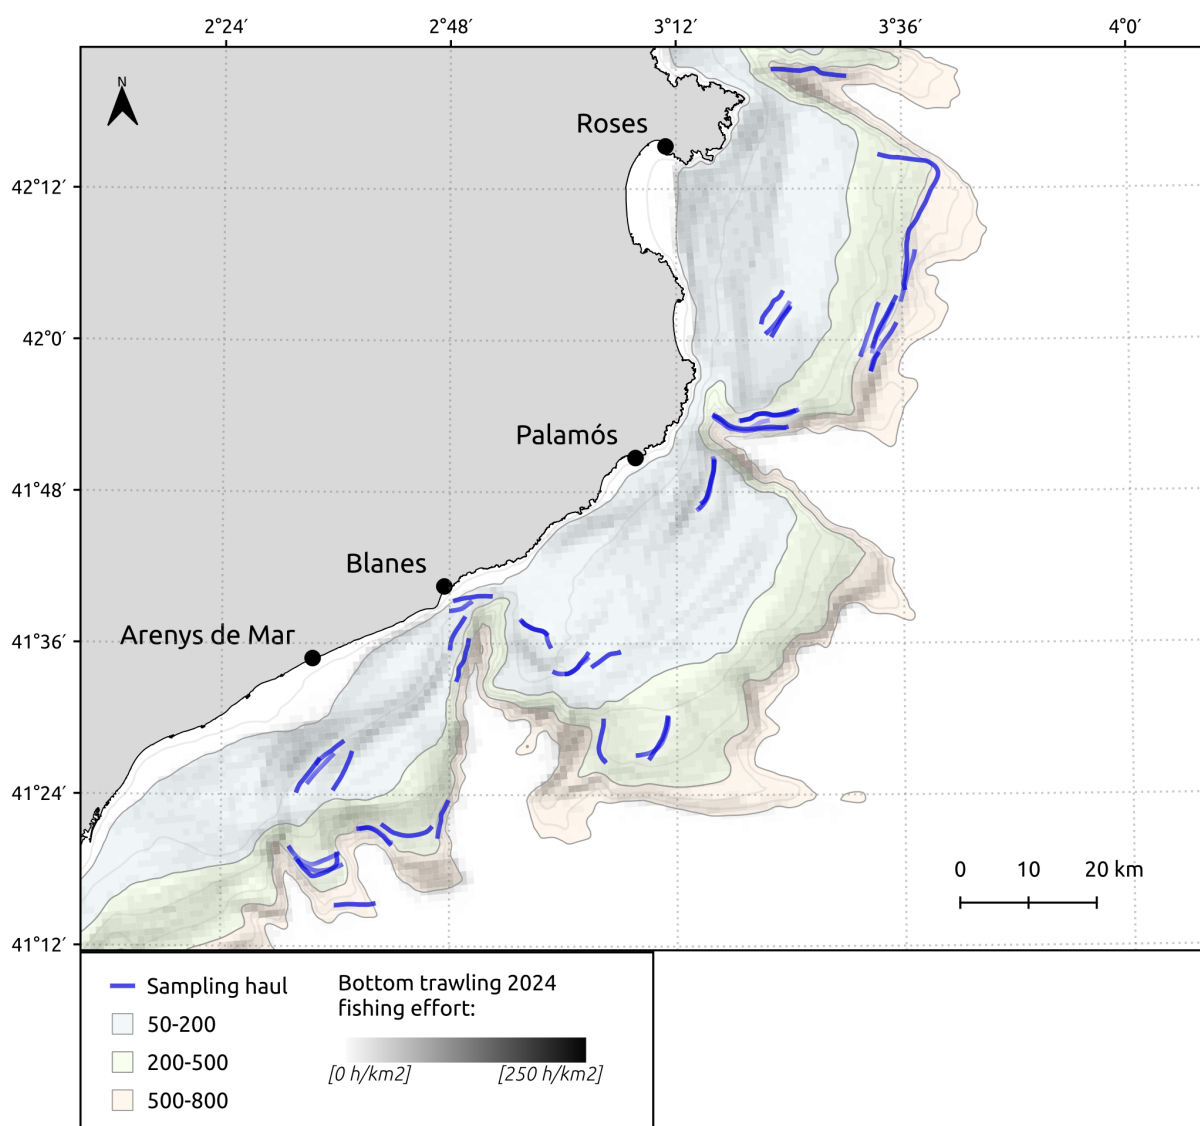 2°24′ 2°48′ 3°12′ 3°36′ 4°0′
N
Roses
42°12′
42°0′
Palamós
41°48′
Blanes
Arenys de Mar
41°36′
41°24′
0 10 20 km
41°12′
Sampling haul
50-200
200-500
500-800
Bottom trawling 2024
fishing effort:
[0 h/km2] [250 h/km2]